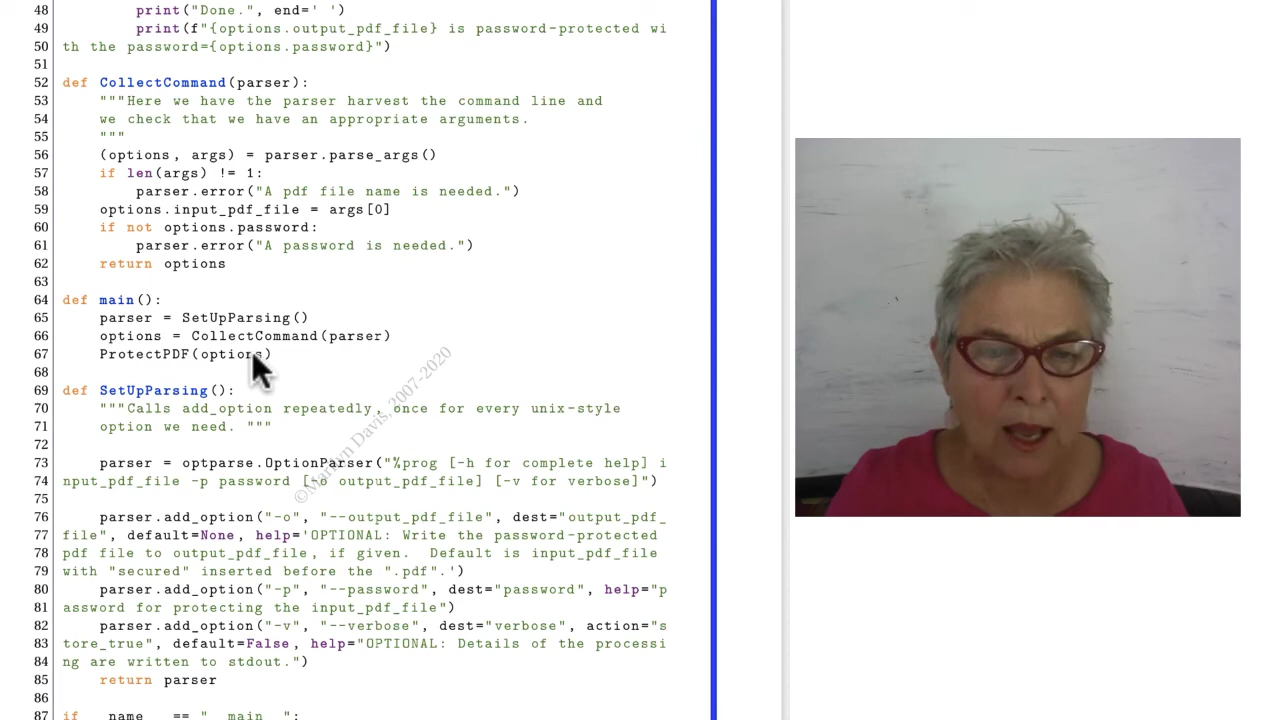 48 print("Done.", end=' ')
49 print(f"{options.output_pdf_file} is password-protected wi
50 th the password={options.password}")
51
52 def CollectCommand(parser):
53 """Here we have the parser harvest the command line and
54 we check that we have an appropriate arguments.
55 """
56 (options, args) = parser.parse_args()
57 if len(args) != 1:
58 parser.error("A pdf file name is needed.")
59 options.input_pdf_file = args[0]
60 if not options.password:
61 parser.error("A password is needed.")
62 return options
63
64 def main():
65 parser = SetUpParsing()
66 options = CollectCommand(parser)
67 ProtectPDF(options)
68
69 def SetUpParsing():
70 """Calls add_option repeatedly, once for every unix-style
71 option we need. """
72
73 parser = optparse.OptionParser("%prog [-h for complete help] i
74 nput_pdf_file -p password [-o output_pdf_file] [-v for verbose]")
75
76 parser.add_option("-o", "--output_pdf_file", dest="output_pdf_
77 file", default=None, help='OPTIONAL: Write the password-protected
78 pdf file to output_pdf_file, if given. Default is input_pdf_file
79 with "secured" inserted before the ".pdf".')
80 parser.add_option("-p", "--password", dest="password", help="p
81 assword for protecting the input_pdf_file")
82 parser.add_option("-v", "--verbose", dest="verbose", action="s
83 tore_true", default=False, help="OPTIONAL: Details of the processi
84 ng are written to stdout.")
85 return parser
86
87 if __name__ == "__main__":
©Marilyn Davis, 2007-2020